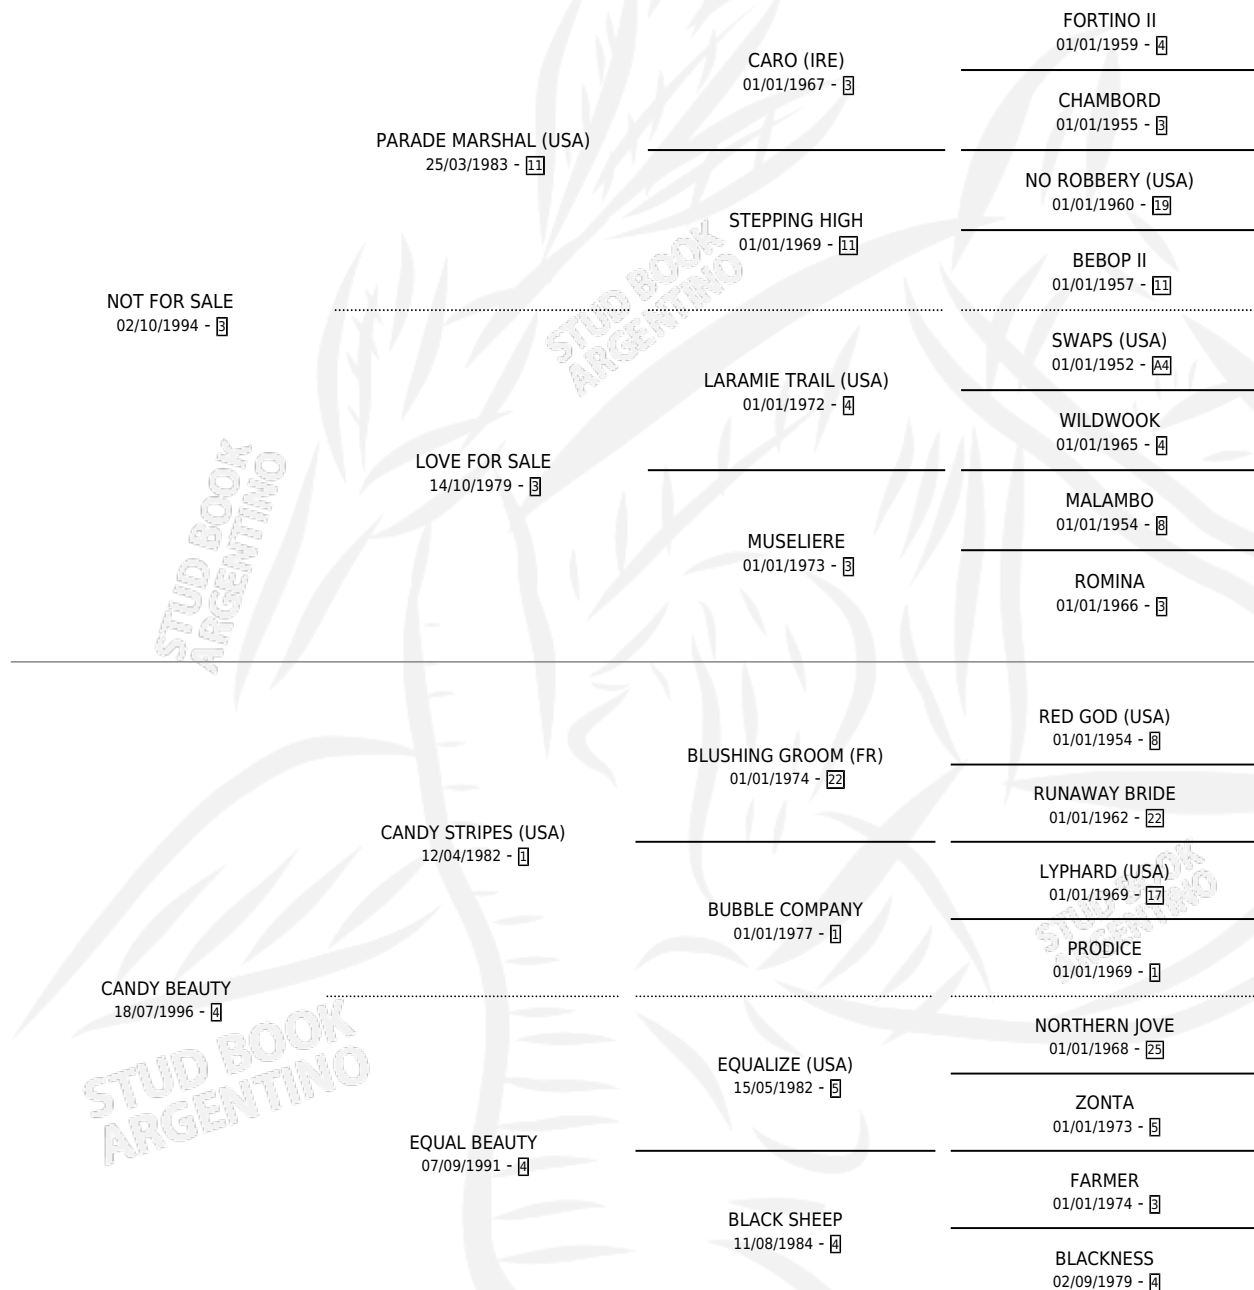 FORTINO II
01/01/1959 - 4
CARO (IRE)
01/01/1967 - 3
CHAMBORD
01/01/1955 - 3
PARADE MARSHAL (USA)
25/03/1983 - 11
NO ROBBERY (USA)
01/01/1960 - 19
STEPPING HIGH
01/01/1969 - 11
BEBOP II
01/01/1957 - 11
NOT FOR SALE
02/10/1994 - 3
STUD BOOK
ARGENTINO
SWAPS (USA)
01/01/1952 - A4
LARAMIE TRAIL (USA)
01/01/1972 - 4
WILDWOOK
01/01/1965 - 4
LOVE FOR SALE
14/10/1979 - 3
MALAMBO
01/01/1954 - 8
MUSELIERE
01/01/1973 - 3
ROMINA
01/01/1966 - 3
STUD BOOK
ARGENTINO
RED GOD (USA)
01/01/1954 - 8
BLUSHING GROOM (FR)
01/01/1974 - 22
RUNAWAY BRIDE
01/01/1962 - 22
CANDY STRIPES (USA)
12/04/1982 - 1
LYPHARD (USA)
01/01/1969 - 17
BUBBLE COMPANY
01/01/1977 - 1
STUD BOOK
ARGENTINO
PRODICE
01/01/1969 - 1
CANDY BEAUTY
18/07/1996 - 4
STUD BOOK
ARGENTINO
NORTHERN JOVE
01/01/1968 - 25
EQUALIZE (USA)
15/05/1982 - 5
ZONTA
01/01/1973 - 5
EQUAL BEAUTY
07/09/1991 - 4
FARMER
01/01/1974 - 3
BLACK SHEEP
11/08/1984 - 4
BLACKNESS
02/09/1979 - 4